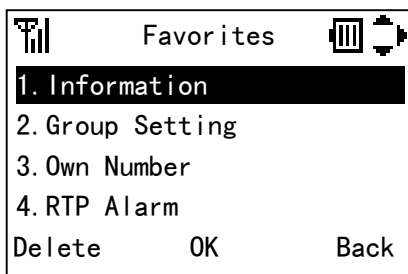 Favorites
1.Information
2.Group Setting
3.Own Number
4.RTP Alarm
Delete OK Back